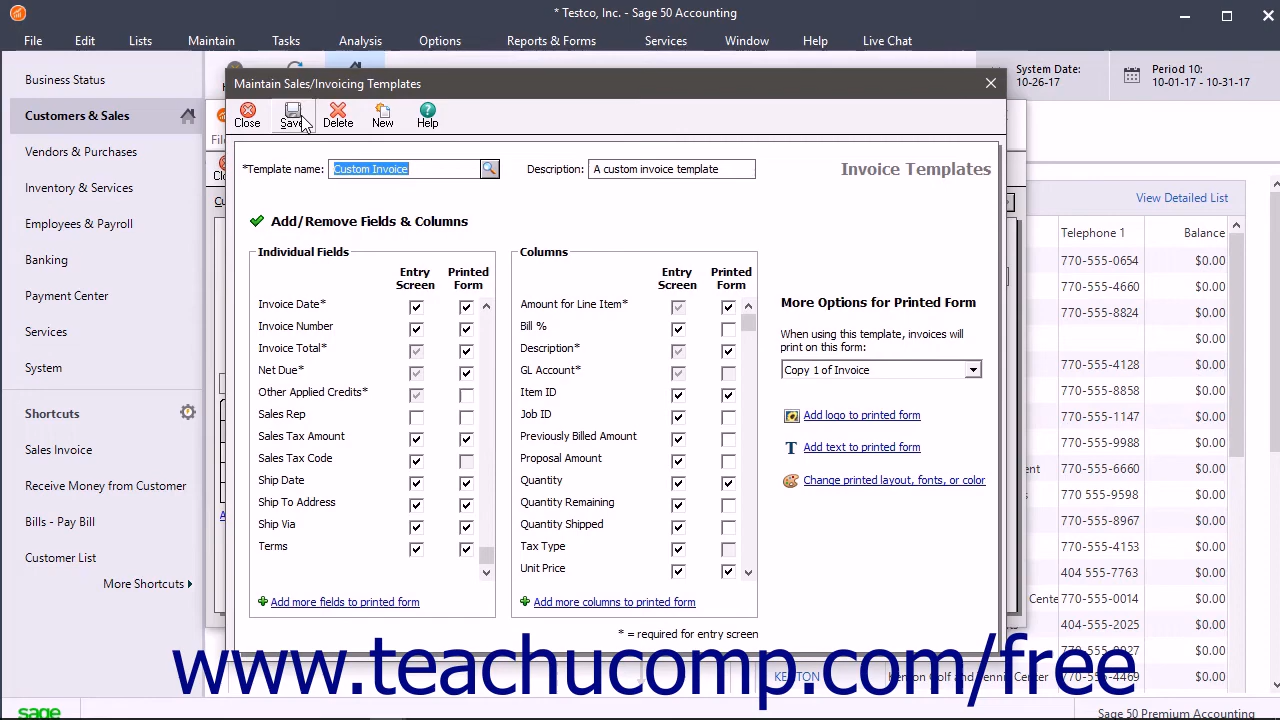 * Testco, Inc. - Sage 50 Accounting
File Edit Lists Maintain Tasks Analysis Options Reports & Forms Services Window Help Live Chat
System Date:
10-26-17
Period 10:
10-01-17 - 10-31-17
Business Status
Customers & Sales
Vendors & Purchases
Inventory & Services
Employees & Payroll
Banking
Payment Center
Services
System
Shortcuts
Sales Invoice
Receive Money from Customer
Bills - Pay Bill
Customer List
More Shortcuts
sage
Maintain Sales/Invoicing Templates
Close Save Delete New Help
*Template name: Custom Invoice
Description: A custom invoice template
Invoice Templates
Add/Remove Fields & Columns
Individual Fields
Entry Screen
Printed Form
Invoice Date*
Invoice Number
Invoice Total*
Net Due*
Other Applied Credits*
Sales Rep
Sales Tax Amount
Sales Tax Code
Ship Date
Ship To Address
Ship Via
Terms
Add more fields to printed form
Columns
Entry Screen
Printed Form
Amount for Line Item*
Bill %
Description*
GL Account*
Item ID
Job ID
Previously Billed Amount
Proposal Amount
Quantity
Quantity Remaining
Quantity Shipped
Tax Type
Unit Price
Add more columns to printed form
* = required for entry screen
More Options for Printed Form
When using this template, invoices will
print on this form:
Copy 1 of Invoice
Add logo to printed form
T Add text to printed form
Change printed layout, fonts, or color
View Detailed List
Telephone 1 Balance
770-555-0654 $0.00
770-555-4660 $0.00
770-555-8824 $0.00
$0.00
770-555-4128 $0.00
770-555-8858 $0.00
770-555-1147 $0.00
770-555-9988 $0.00
770-555-6660 $0.00
770 555-9598 $0.00
770-555-8967 $0.00
770-555-4153 $0.00
404 555-7763 $0.00
770-555-0014 $0.00
404-555-2025 $0.00
KENTON Kenton Golf and Tennis Center 770-555-4469 $0.00
www.teachucomp.com/free
Sage 50 Premium Accounting